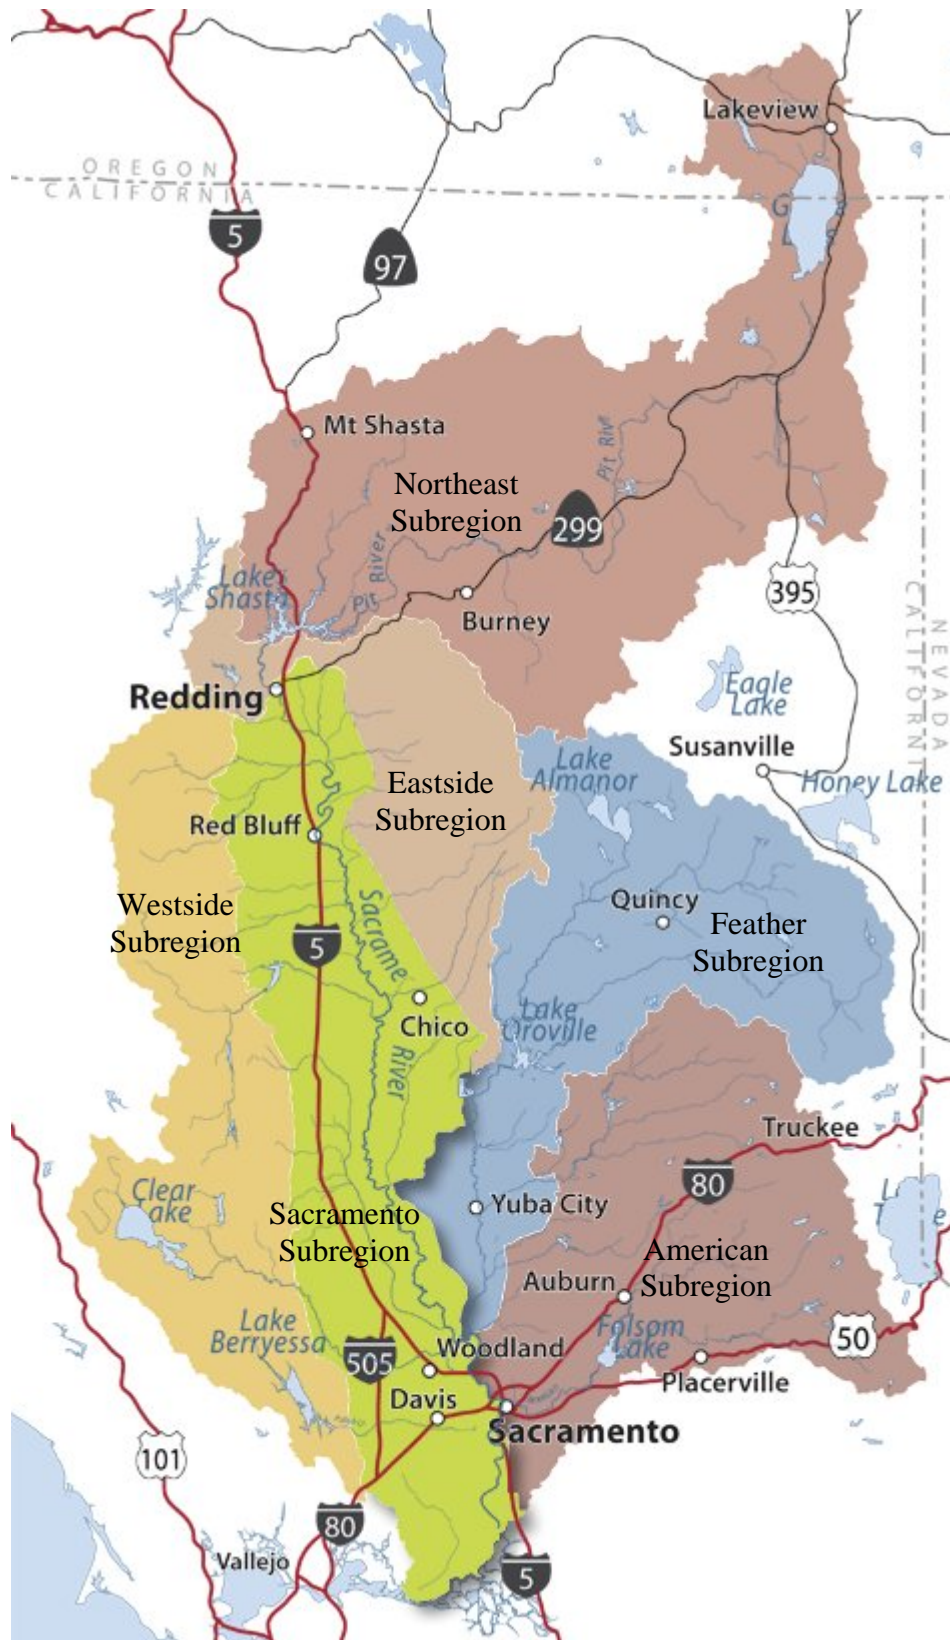 Lakeview
OREGON
CALIFORNIA
5
97
Mt Shasta
Pit Riv
Northeast
Subregion
299
Lake
Shasta
Pit River
395
Burney
CALIFORNIA
NEVADA
Redding
Eagle
Lake
Susanville
Lake
Almanor
Honey Lake
Eastside
Subregion
Red Bluff
Quincy
Westside
Subregion
Sacrame
River
Feather
Subregion
5
Chico
Lake
Oroville
Truckee
80
Clear
Lake
Yuba City
Sacramento
Subregion
American
Subregion
Auburn
Lake
Berryessa
Folsom
Lake
50
505
Woodland
Placerville
Davis
Sacramento
101
80
Vallejo
5